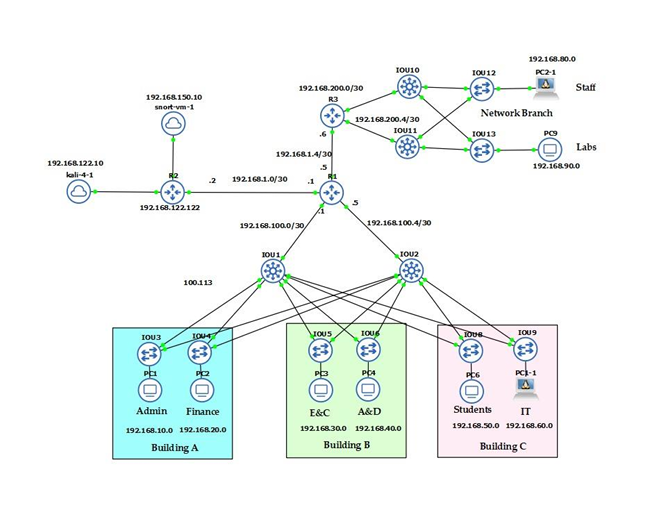 192.168.80.0
IOU10
IOU12
PC2-1
Staff
192.168.150.10
snort-vm-1
192.168.200.0/30
R3
Network Branch
192.168.200.4/30
IOU11
IOU13
PC9
Labs
.6
192.168.1.4/30
192.168.90.0
192.168.122.10
kali-4-1
.5
R2
.2
192.168.1.0/30
.1
R1
192.168.122.122
.1
.5
192.168.100.0/30
192.168.100.4/30
IOU1
IOU2
100.113
IOU3
IOU4
IOU5
IOU6
IOU8
IOU9
PC1
PC2
PC3
PC4
PC6
PC1-1
Admin
Finance
E&C
A&D
Students
IT
192.168.10.0
192.168.20.0
192.168.30.0
192.168.40.0
192.168.50.0
192.168.60.0
Building A
Building B
Building C